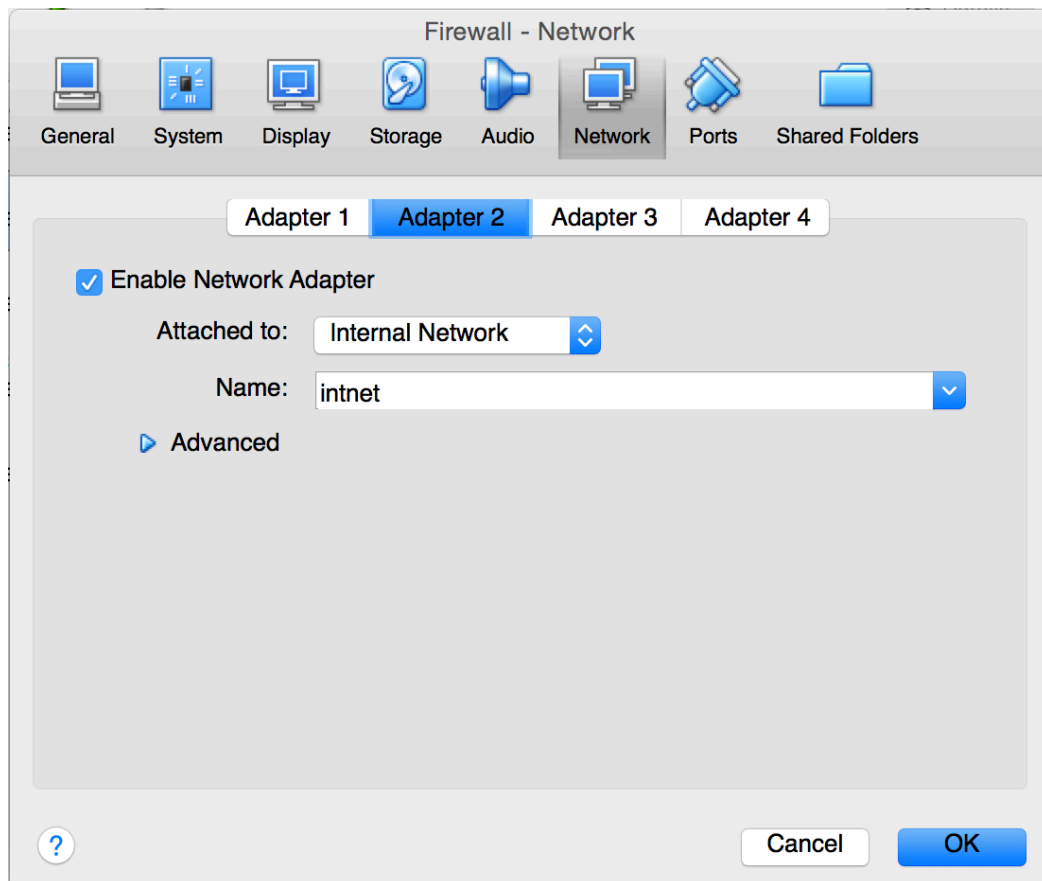 Firewall - Network
General System Display Storage Audio Network Ports Shared Folders
Adapter 1 Adapter 2 Adapter 3 Adapter 4
Enable Network Adapter
Attached to: Internal Network
Name: intnet
Advanced
? Cancel OK